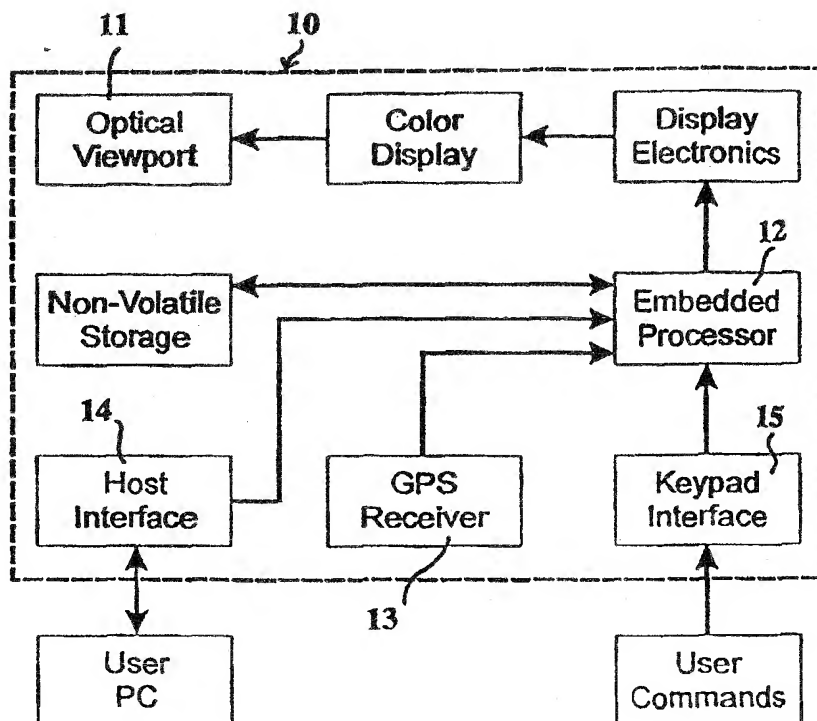 11
10
Optical
Viewport
Color
Display
Display
Electronics
12
Non-Volatile
Storage
Embedded
Processor
14
15
Host
Interface
GPS
Receiver
Keypad
Interface
13
User
PC
User
Commands